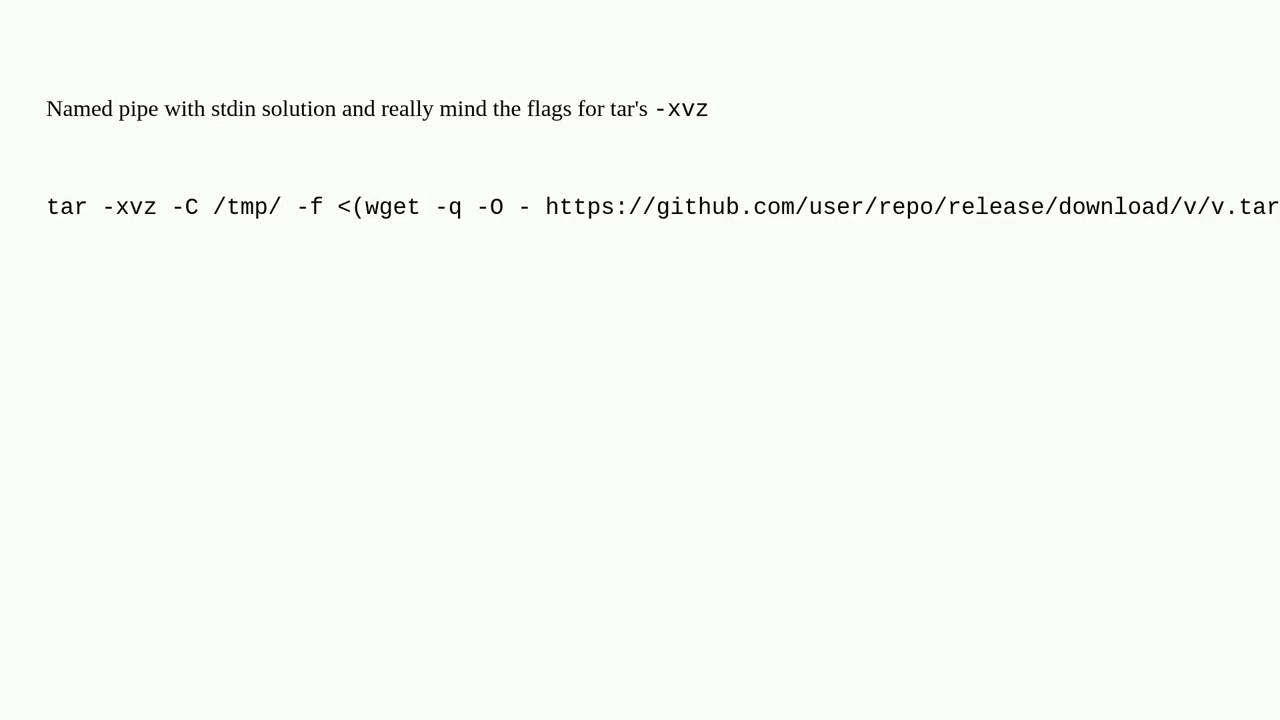 Named pipe with stdin solution and really mind the flags for tar's -xvz
tar -xvz -C /tmp/ -f <(wget -q -O - https://github.com/user/repo/release/download/v/v.tar